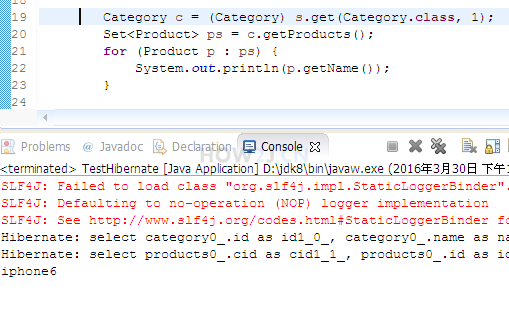 19 Category c = (Category) s.get(Category.class, 1);
20 Set<Product> ps = c.getProducts();
21 for (Product p : ps) {
22 System.out.println(p.getName());
23 }
24
Problems @ Javadoc Declaration Console
<terminated> TestHibernate [Java Application] D:\jdk8\bin\javaw.exe (2016年3月30日 下午
SLF4J: Failed to load class "org.slf4j.impl.StaticLoggerBinder".
SLF4J: Defaulting to no-operation (NOP) logger implementation
SLF4J: See http://www.slf4j.org/codes.html#StaticLoggerBinder fo
Hibernate: select category0_.id as id1_0_, category0_.name as na
Hibernate: select products0_.cid as cid1_1_, products0_.id as id
iphone6